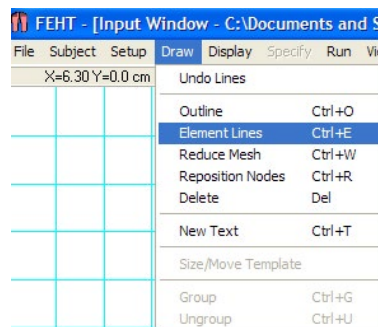 FEHT - [Input Window - C:\Documents and S
File Subject Setup Draw Display Specify Run Vi
X=6.30 Y=0.0 cm
Undo Lines
Outline Ctrl+O
Element Lines Ctrl+E
Reduce Mesh Ctrl+W
Reposition Nodes Ctrl+R
Delete Del
New Text Ctrl+T
Size/Move Template
Group Ctrl+G
Ungroup Ctrl+U